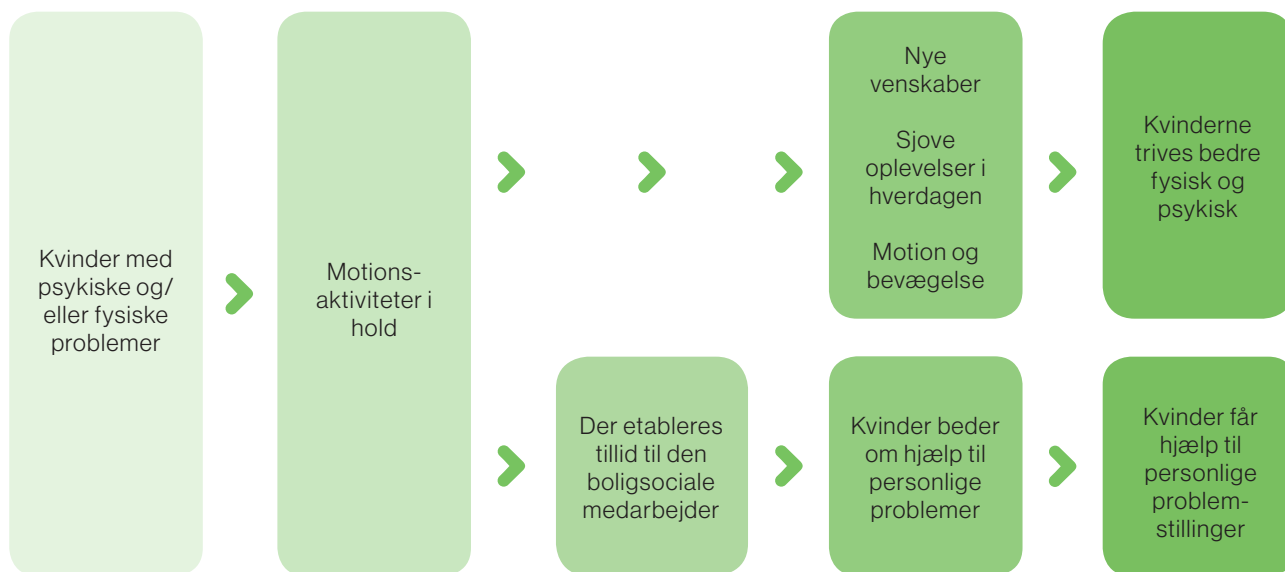 Kvinder med
psykiske og/
eller fysiske
problemer
Motions-
aktiviteter i
hold
Nye
venskaber
Sjove
oplevelser i
hverdagen
Motion og
bevægelse
Kvinderne
trives bedre
fysisk og
psykisk
Der etableres
tillid til den
boligsociale
medarbejder
Kvinder beder
om hjælp til
personlige
problemer
Kvinder får
hjælp til
personlige
problem-
stillinger